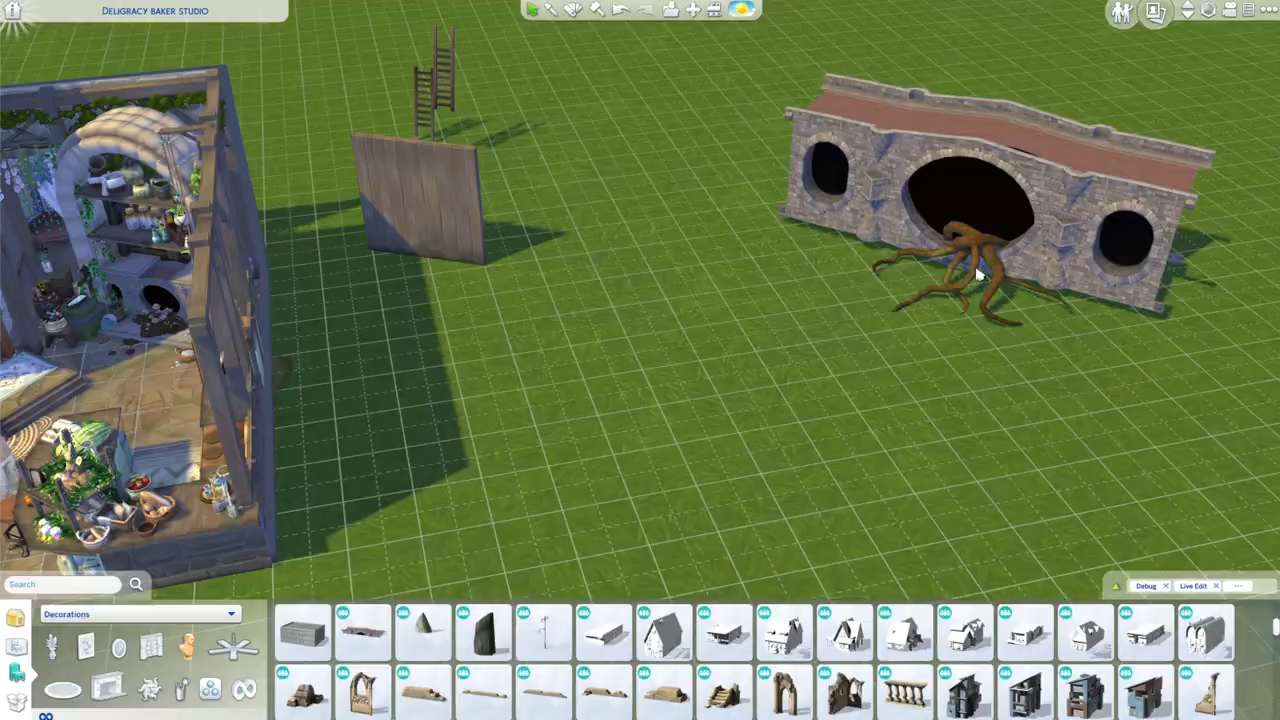 DELIGRACY BAKER STUDIO
Search
Debug
Live Edit
Decorations